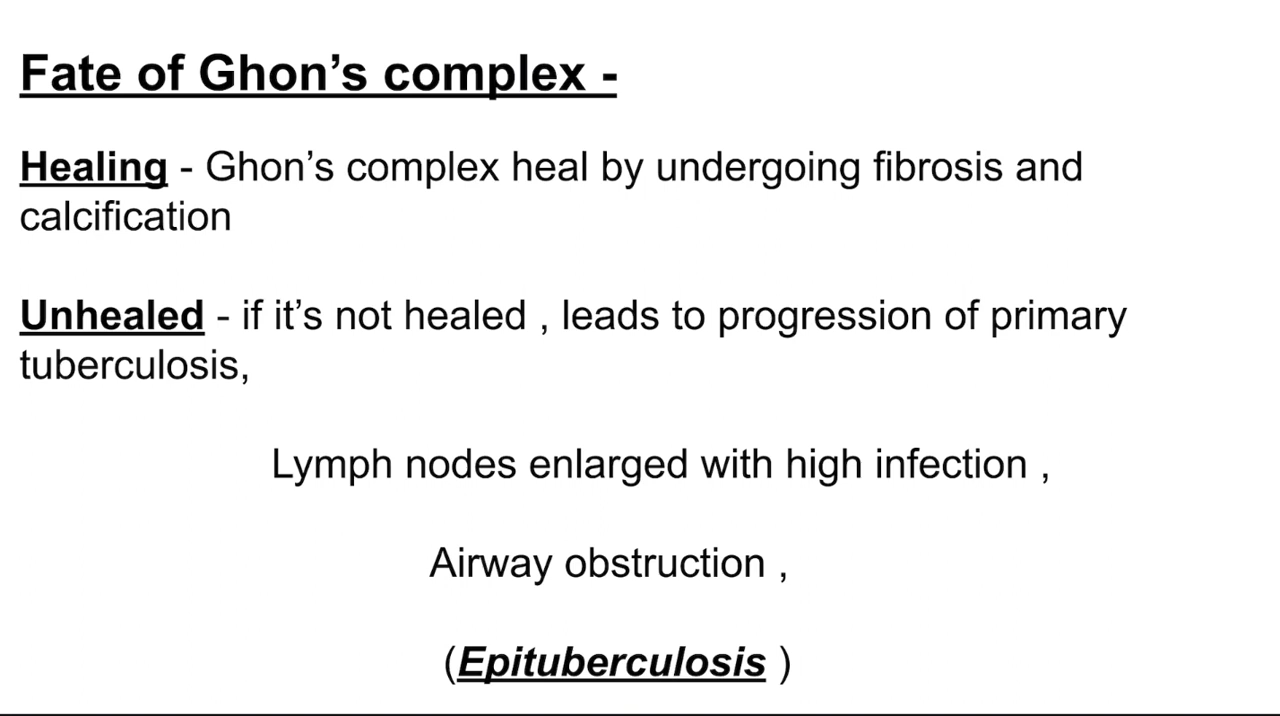 Fate of Ghon’s complex -
Healing - Ghon’s complex heal by undergoing fibrosis and
calcification
Unhealed - if it’s not healed , leads to progression of primary
tuberculosis,
Lymph nodes enlarged with high infection ,
Airway obstruction ,
(Epituberculosis )